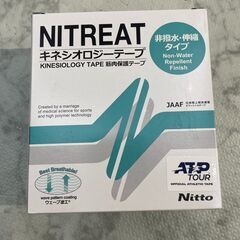 NITREAT
キネシオロジーテープ
KINESIOLOGY TAPE 筋肉保護テープ
非撥水・伸縮
タイプ
Non-Water
Repellent
Finish
Created by a marriage
of medical science for sports
and high polymer technology
JAAF
Best Breathable!
wave pattern coating
ウェーブ塗工
ATP
TOUR
OFFICIAL ATHLETIC TAPE
Nitto